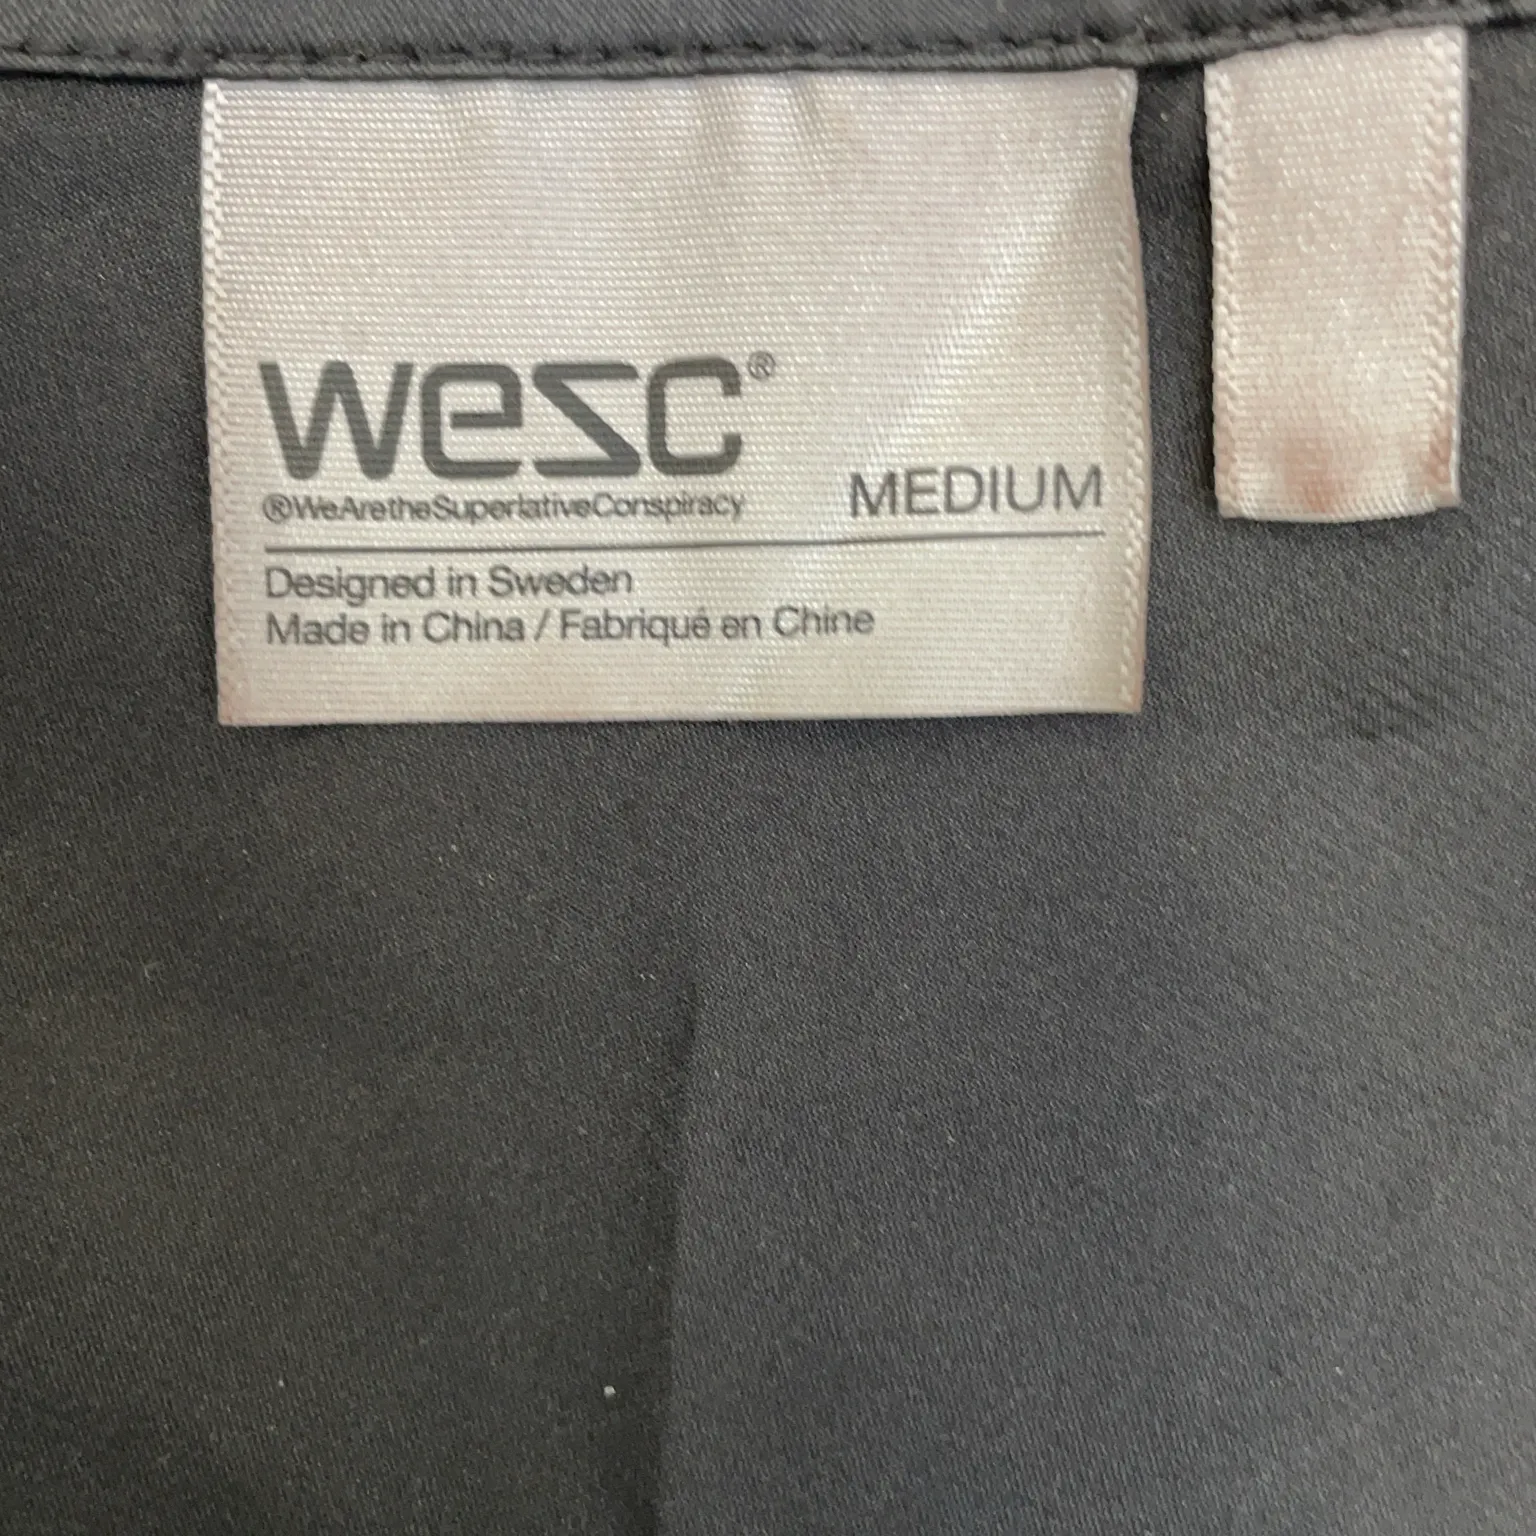 wesc®
®WeAretheSuperlativeConspiracy
MEDIUM
Designed in Sweden
Made in China / Fabriqué en Chine